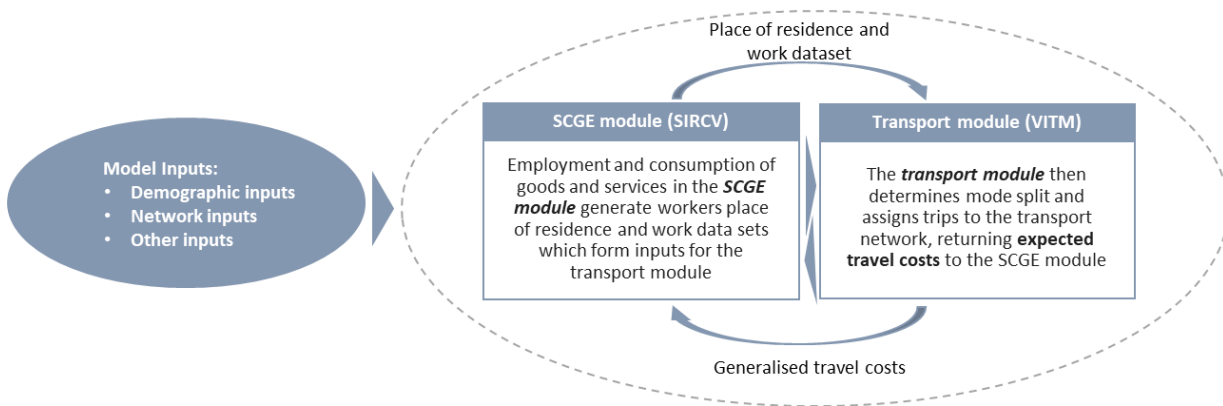 Place of residence and
work dataset
Model Inputs:
• Demographic inputs
• Network inputs
• Other inputs
SCGE module (SIRCV)
Employment and consumption of
goods and services in the SCGE
module generate workers place
of residence and work data sets
which form inputs for the
transport module
Transport module (VITM)
The transport module then
determines mode split and
assigns trips to the transport
network, returning expected
travel costs to the SCGE module
Generalised travel costs